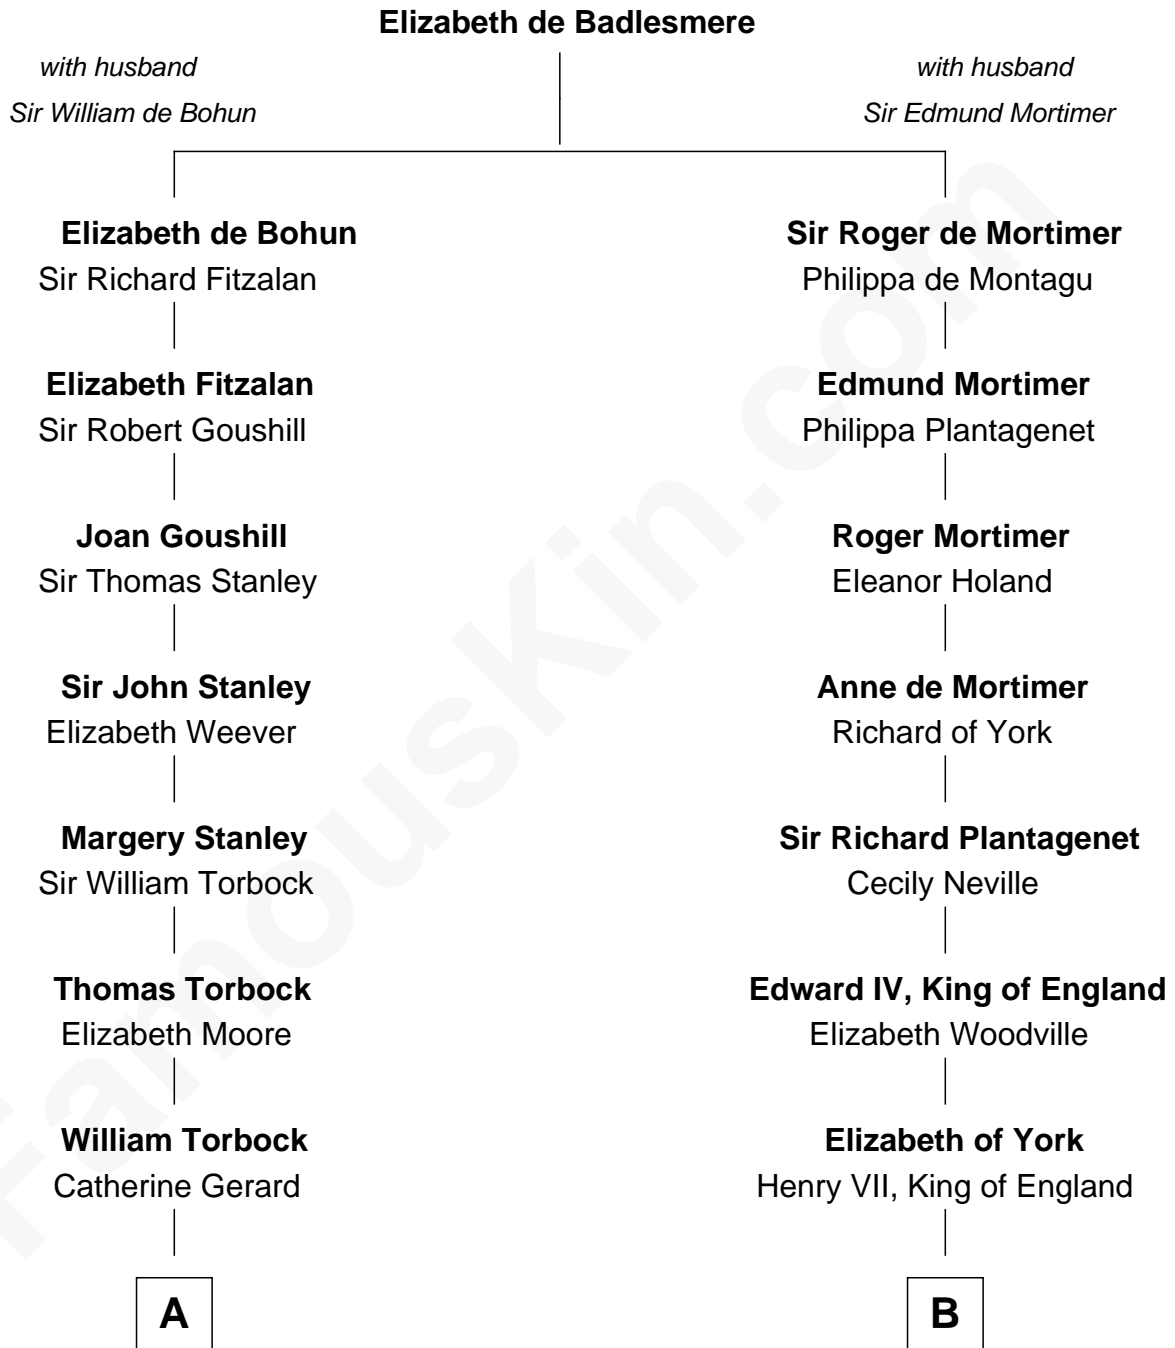 Elizabeth de Badlesmere
with husband
Sir William de Bohun
with husband
Sir Edmund Mortimer
Elizabeth de Bohun
Sir Richard Fitzalan
Sir Roger de Mortimer
Philippa de Montagu
Elizabeth Fitzalan
Sir Robert Goushill
Edmund Mortimer
Philippa Plantagenet
Joan Goushill
Sir Thomas Stanley
Roger Mortimer
Eleanor Holand
Sir John Stanley
Elizabeth Weever
Anne de Mortimer
Richard of York
Margery Stanley
Sir William Torbock
Sir Richard Plantagenet
Cecily Neville
Thomas Torbock
Elizabeth Moore
Edward IV, King of England
Elizabeth Woodville
William Torbock
Catherine Gerard
Elizabeth of York
Henry VII, King of England
A
B
FamousKin.com